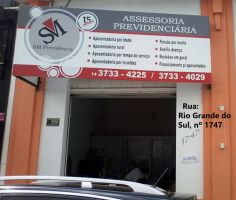 ASSESSORIA
PREVIDENCIÁRIA
SM
SM Previdência
15
Aposentadoria por idade
Aposentadoria rural
Aposentadoria por tempo de serviço
Aposentadoria por invalidez
Pensão por morte
Auxílio doença
Revisões em geral
Financiamento p/ aposentados
14 3733 - 4225 / 3733 - 4029
Rua:
Rio Grande do
Sul, nº 1747